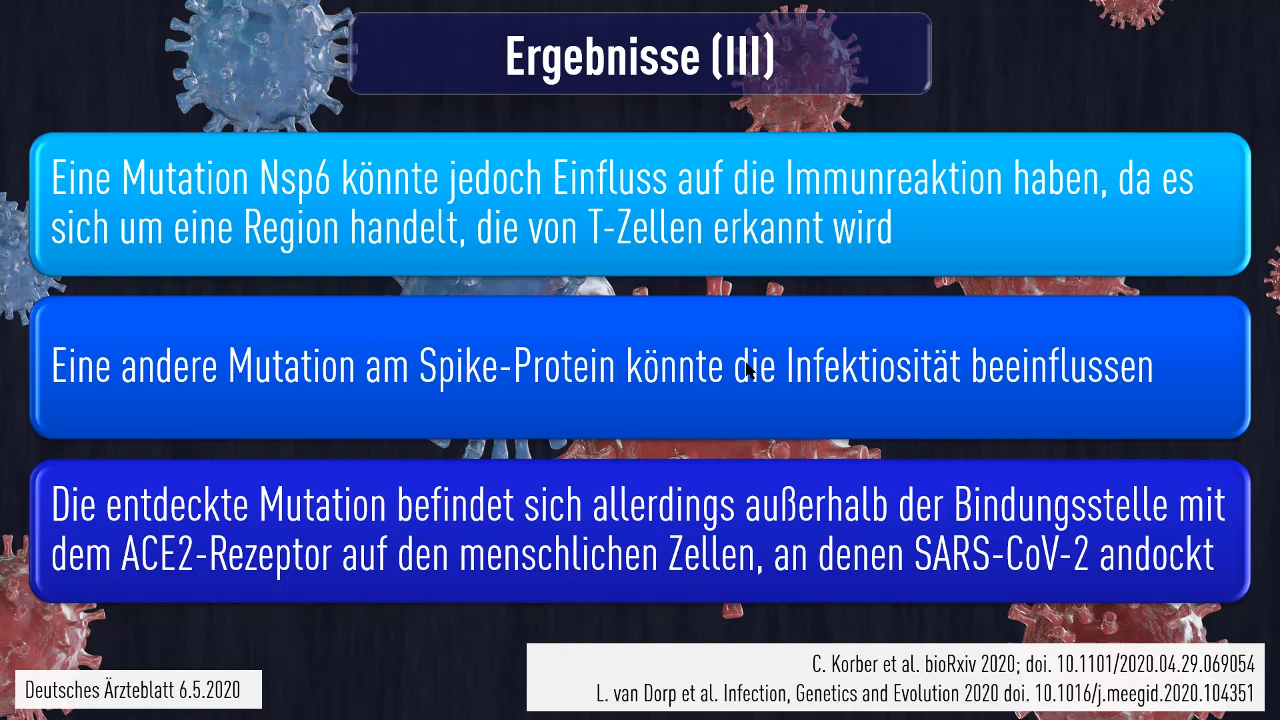 Ergebnisse (III)
Eine Mutation Nsp6 könnte jedoch Einfluss auf die Immunreaktion haben, da es
sich um eine Region handelt, die von T-Zellen erkannt wird
Eine andere Mutation am Spike-Protein könnte die Infektiosität beeinflussen
Die entdeckte Mutation befindet sich allerdings außerhalb der Bindungsstelle mit
dem ACE2-Rezeptor auf den menschlichen Zellen, an denen SARS-CoV-2 andockt
C. Korber et al. bioRxiv 2020; doi. 10.1101/2020.04.29.069054
L. van Dorp et al. Infection, Genetics and Evolution 2020 doi. 10.1016/j.meegid.2020.104351
Deutsches Ärzteblatt 6.5.2020